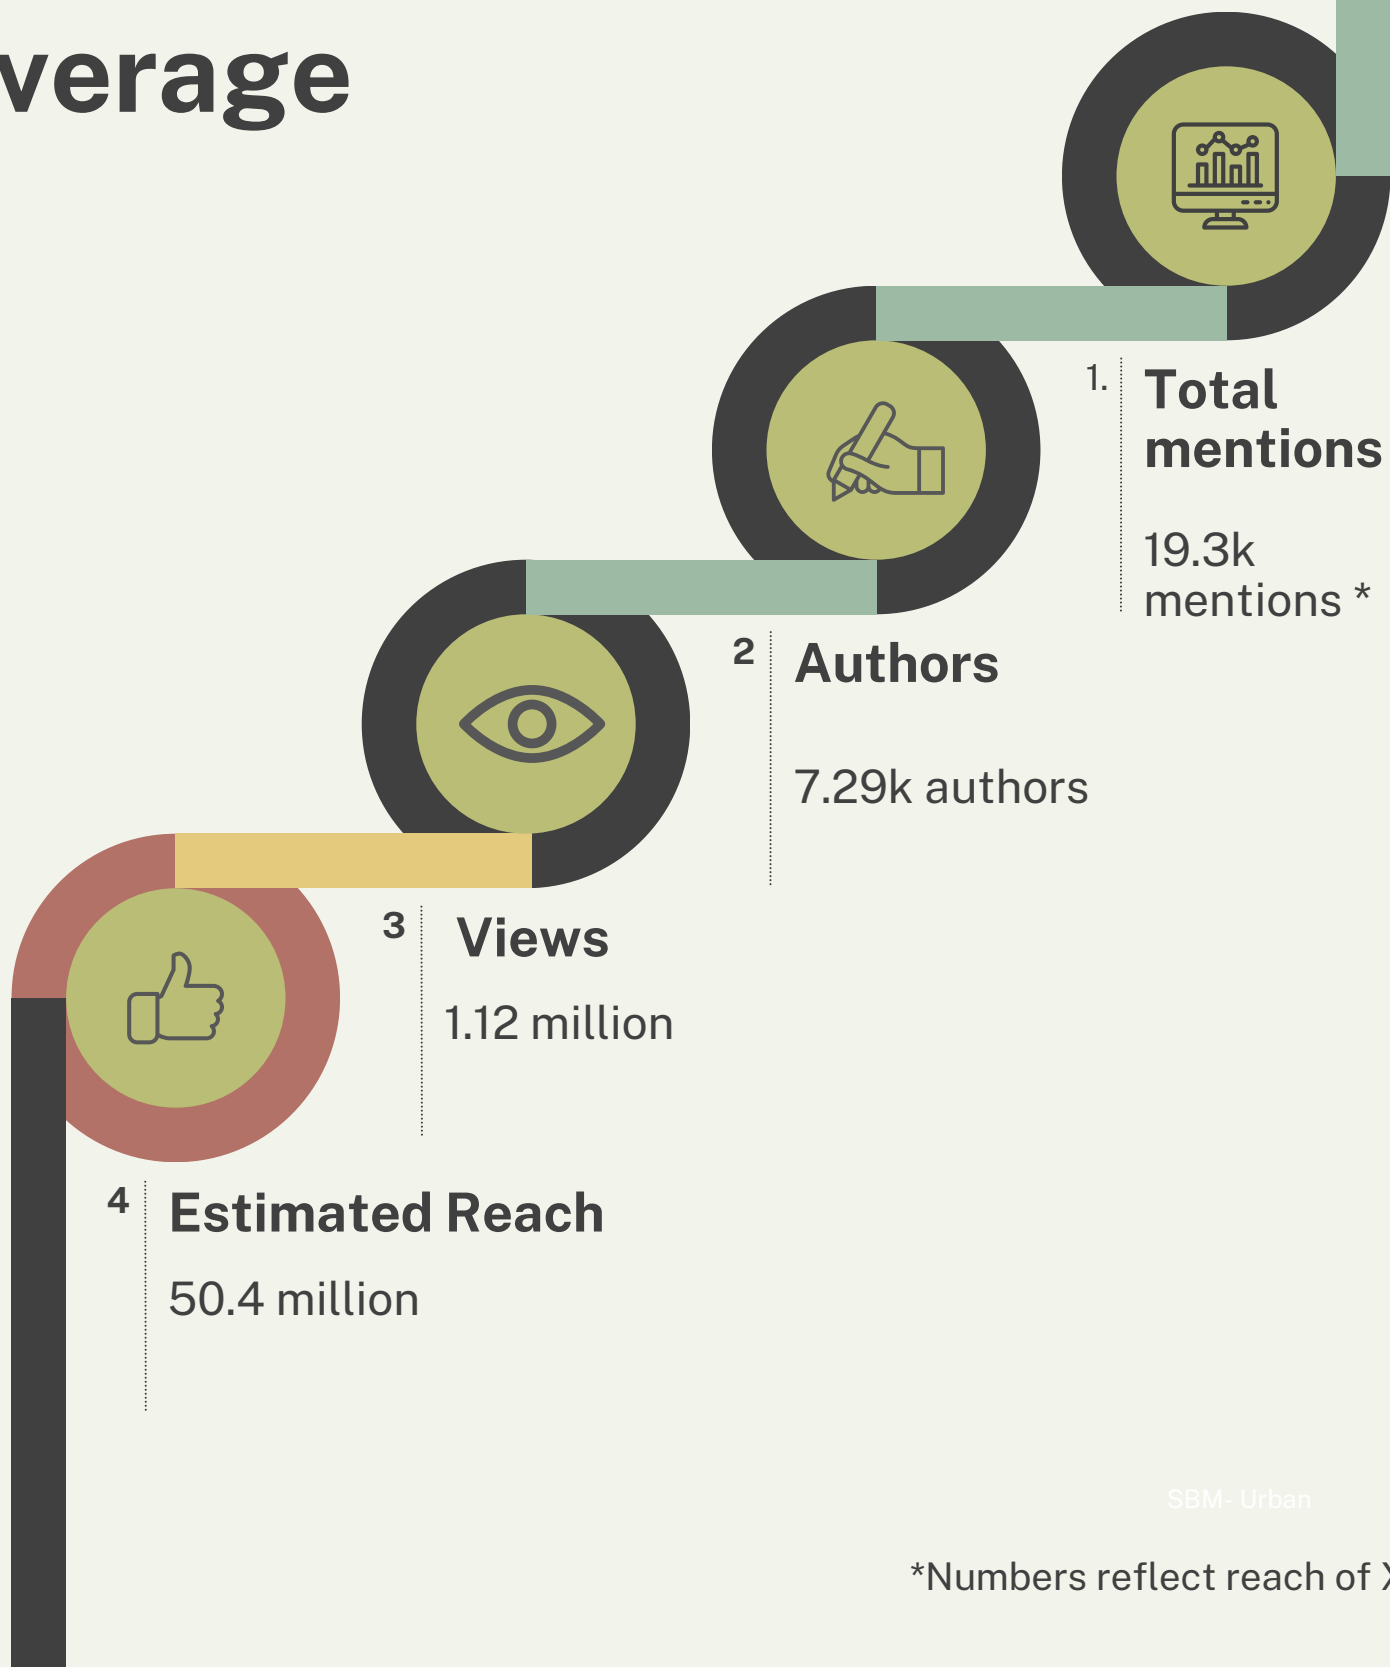 verage
1.
Total
mentions
19.3k
mentions *
2
Authors
7.29k authors
3
Views
1.12 million
4
Estimated Reach
50.4 million
SBM- Urban
*Numbers reflect reach of X